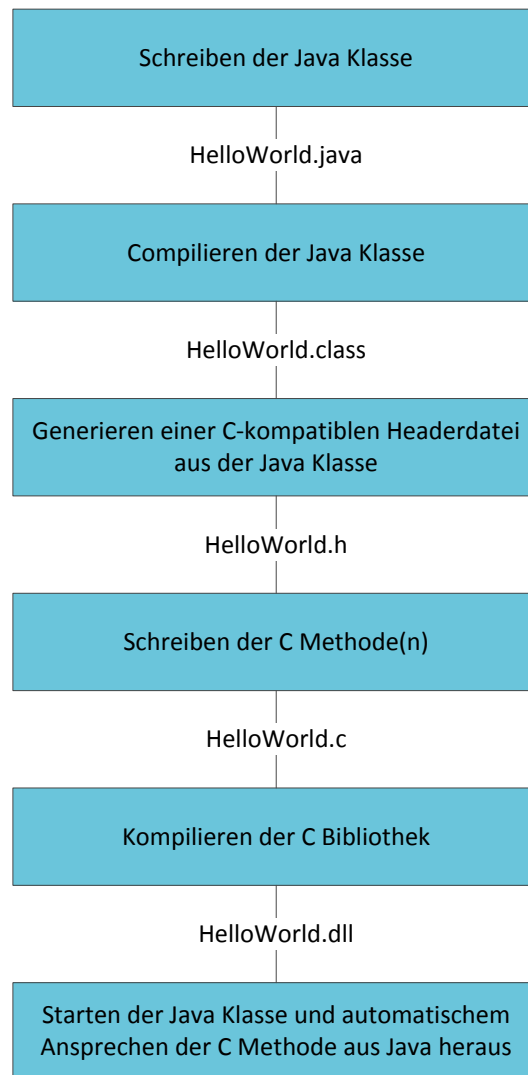 Schreiben der Java Klasse
HelloWorld.java
Compilieren der Java Klasse
HelloWorld.class
Generieren einer C-kompatiblen Headerdatei
aus der Java Klasse
HelloWorld.h
Schreiben der C Methode(n)
HelloWorld.c
Kompilieren der C Bibliothek
HelloWorld.dll
Starten der Java Klasse und automatischem
Ansprechen der C Methode aus Java heraus